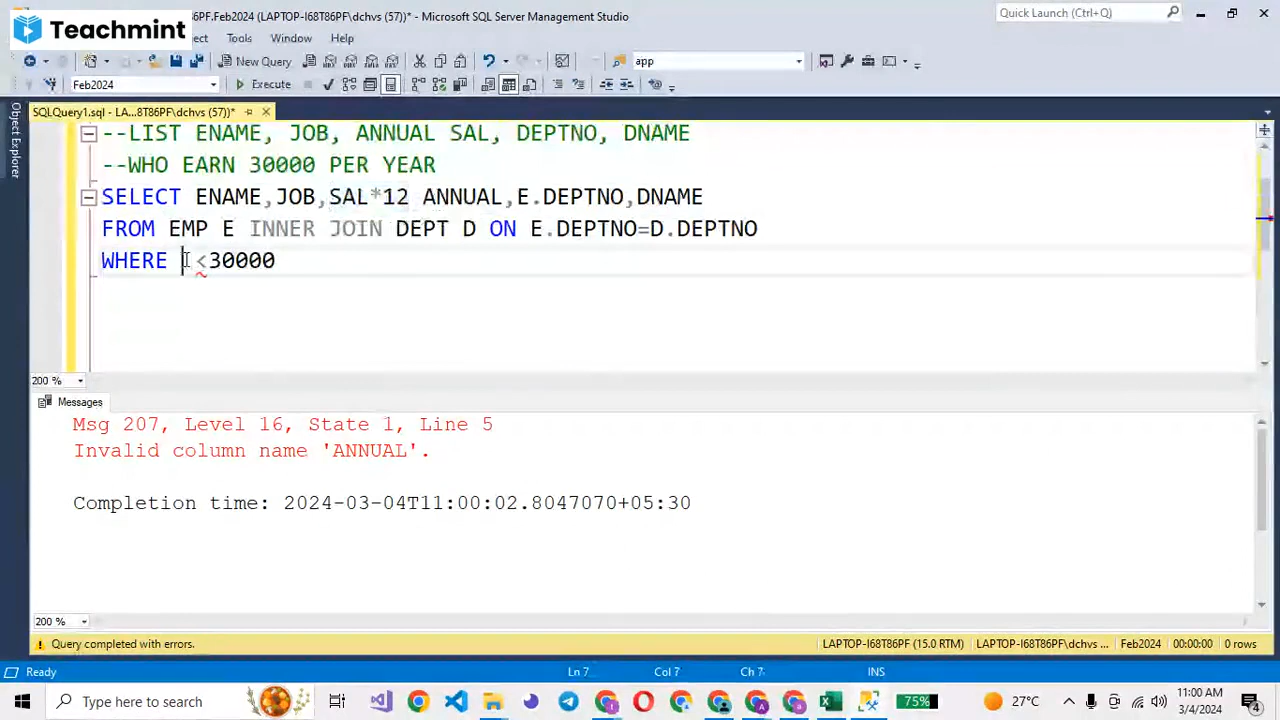 PF.Feb2024 (LAPTOP-I68T86PF\dchvs (57))* - Microsoft SQL Server Management Studio
Quick Launch (Ctrl+Q)
Teachmint
ect Tools Window Help
New Query
app
Feb2024
Execute
SQLQuery1.sql - LA...8T86PF\dchvs (57))*
Object Explorer
--LIST ENAME, JOB, ANNUAL SAL, DEPTNO, DNAME
--WHO EARN 30000 PER YEAR
SELECT ENAME,JOB,SAL*12 ANNUAL,E.DEPTNO,DNAME
FROM EMP E INNER JOIN DEPT D ON E.DEPTNO=D.DEPTNO
WHERE <30000
200 %
Messages
Msg 207, Level 16, State 1, Line 5
Invalid column name 'ANNUAL'.
Completion time: 2024-03-04T11:00:02.8047070+05:30
200 %
Query completed with errors.
LAPTOP-I68T86PF (15.0 RTM) LAPTOP-I68T86PF\dchvs ... Feb2024 00:00:00 0 rows
Ready Ln 7 Col 7 Ch 7 INS
Type here to search
75%
27°C
11:00 AM
3/4/2024
4